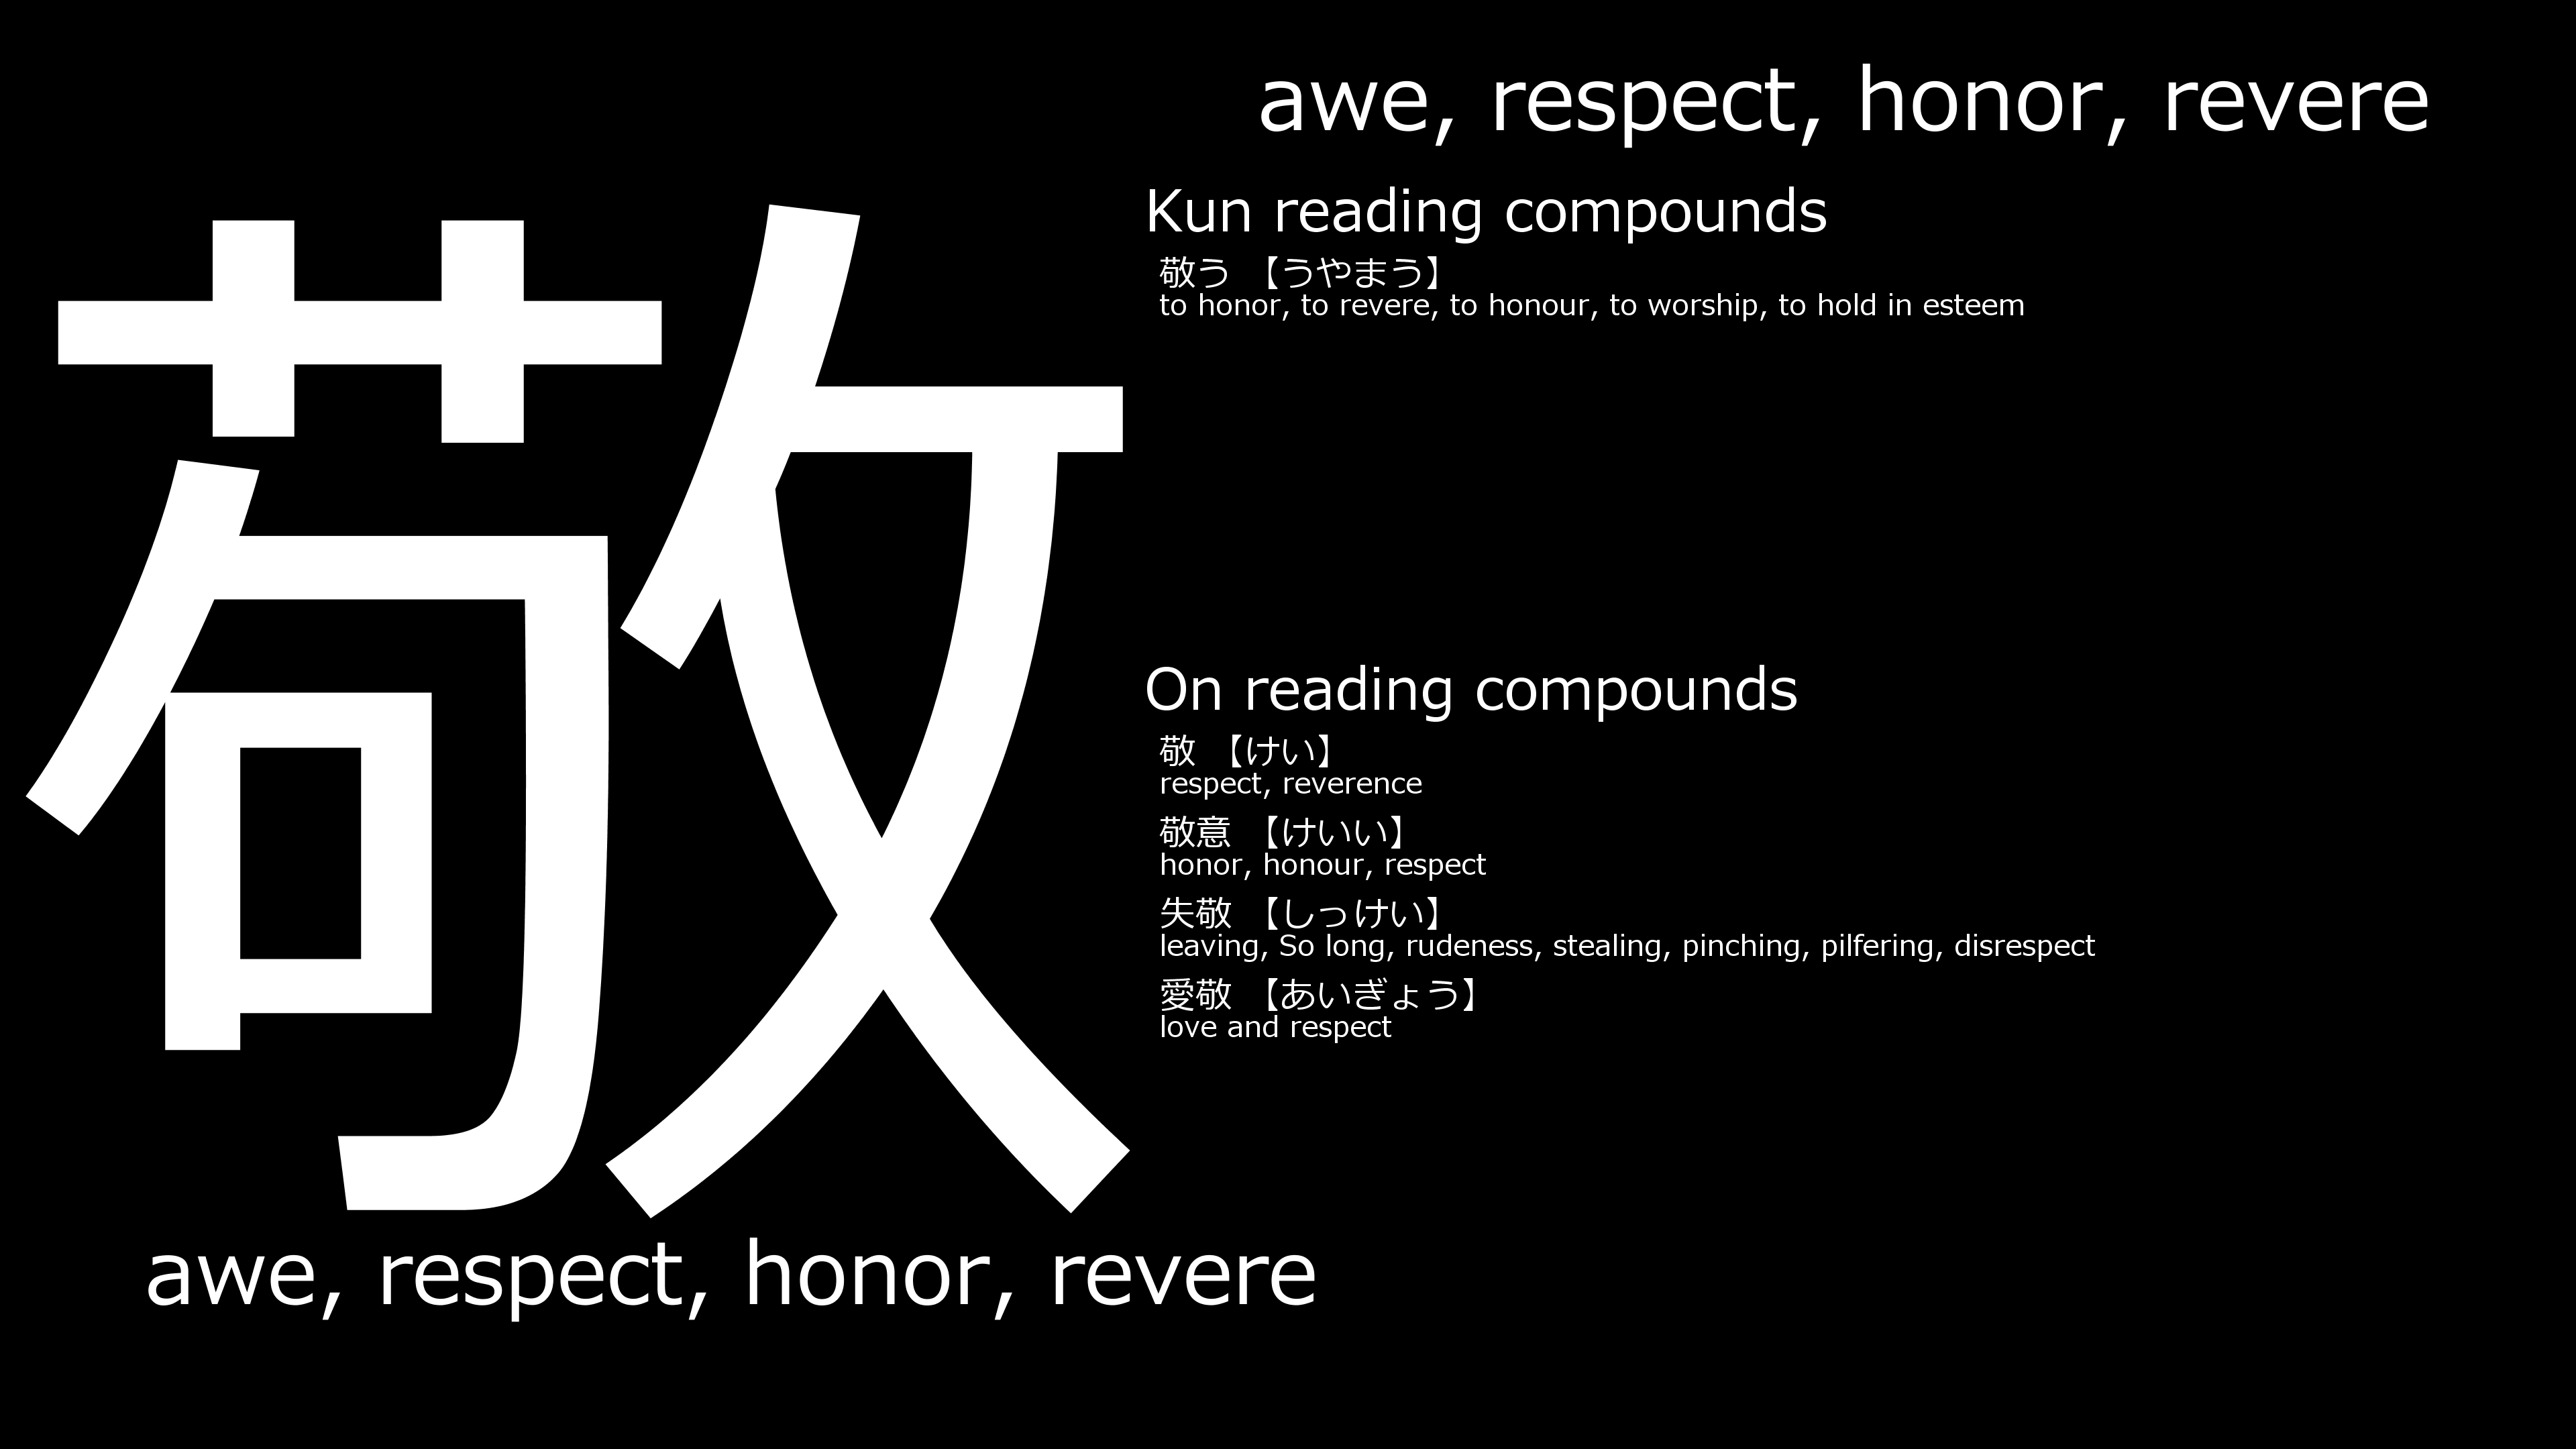 敬
awe, respect, honor, revere
awe, respect, honor, revere
Kun reading compounds
敬う 【うやまう】
to honor, to revere, to honour, to worship, to hold in esteem
On reading compounds
敬 【けい】
respect, reverence
敬意 【けいい】
honor, honour, respect
失敬 【しっけい】
leaving, So long, rudeness, stealing, pinching, pilfering, disrespect
愛敬 【あいぎょう】
love and respect